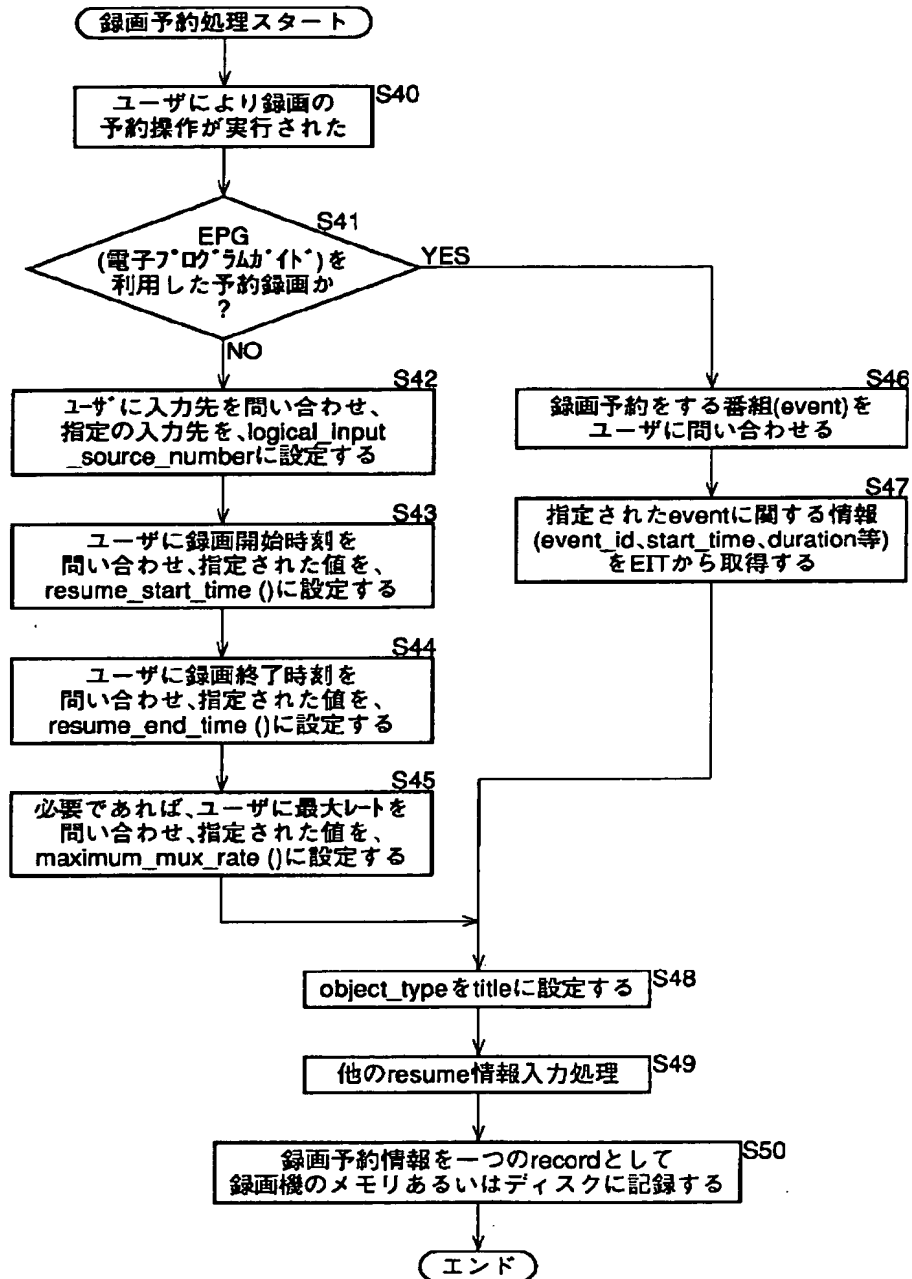 録画予約処理スタート
S40
ユーザにより録画の
予約操作が実行された
S41
EPG
(電子プログラムガイド)を
利用した予約録画か
?
YES
NO
S42
ユーザに入力先を問い合わせ、
指定の入力先を、logical_input
_source_numberに設定する
S43
ユーザに録画開始時刻を
問い合わせ、指定された値を、
resume_start_time ()に設定する
S44
ユーザに録画終了時刻を
問い合わせ、指定された値を、
resume_end_time ()に設定する
S45
必要であれば、ユーザに最大レートを
問い合わせ、指定された値を、
maximum_mux_rate ()に設定する
S46
録画予約をする番組(event)を
ユーザに問い合わせる
S47
指定されたeventに関する情報
(event_id、start_time、duration等)
をEITから取得する
S48
object_typeをtitleに設定する
S49
他のresume情報入力処理
S50
録画予約情報を一つのrecordとして
録画機のメモリあるいはディスクに記録する
エンド